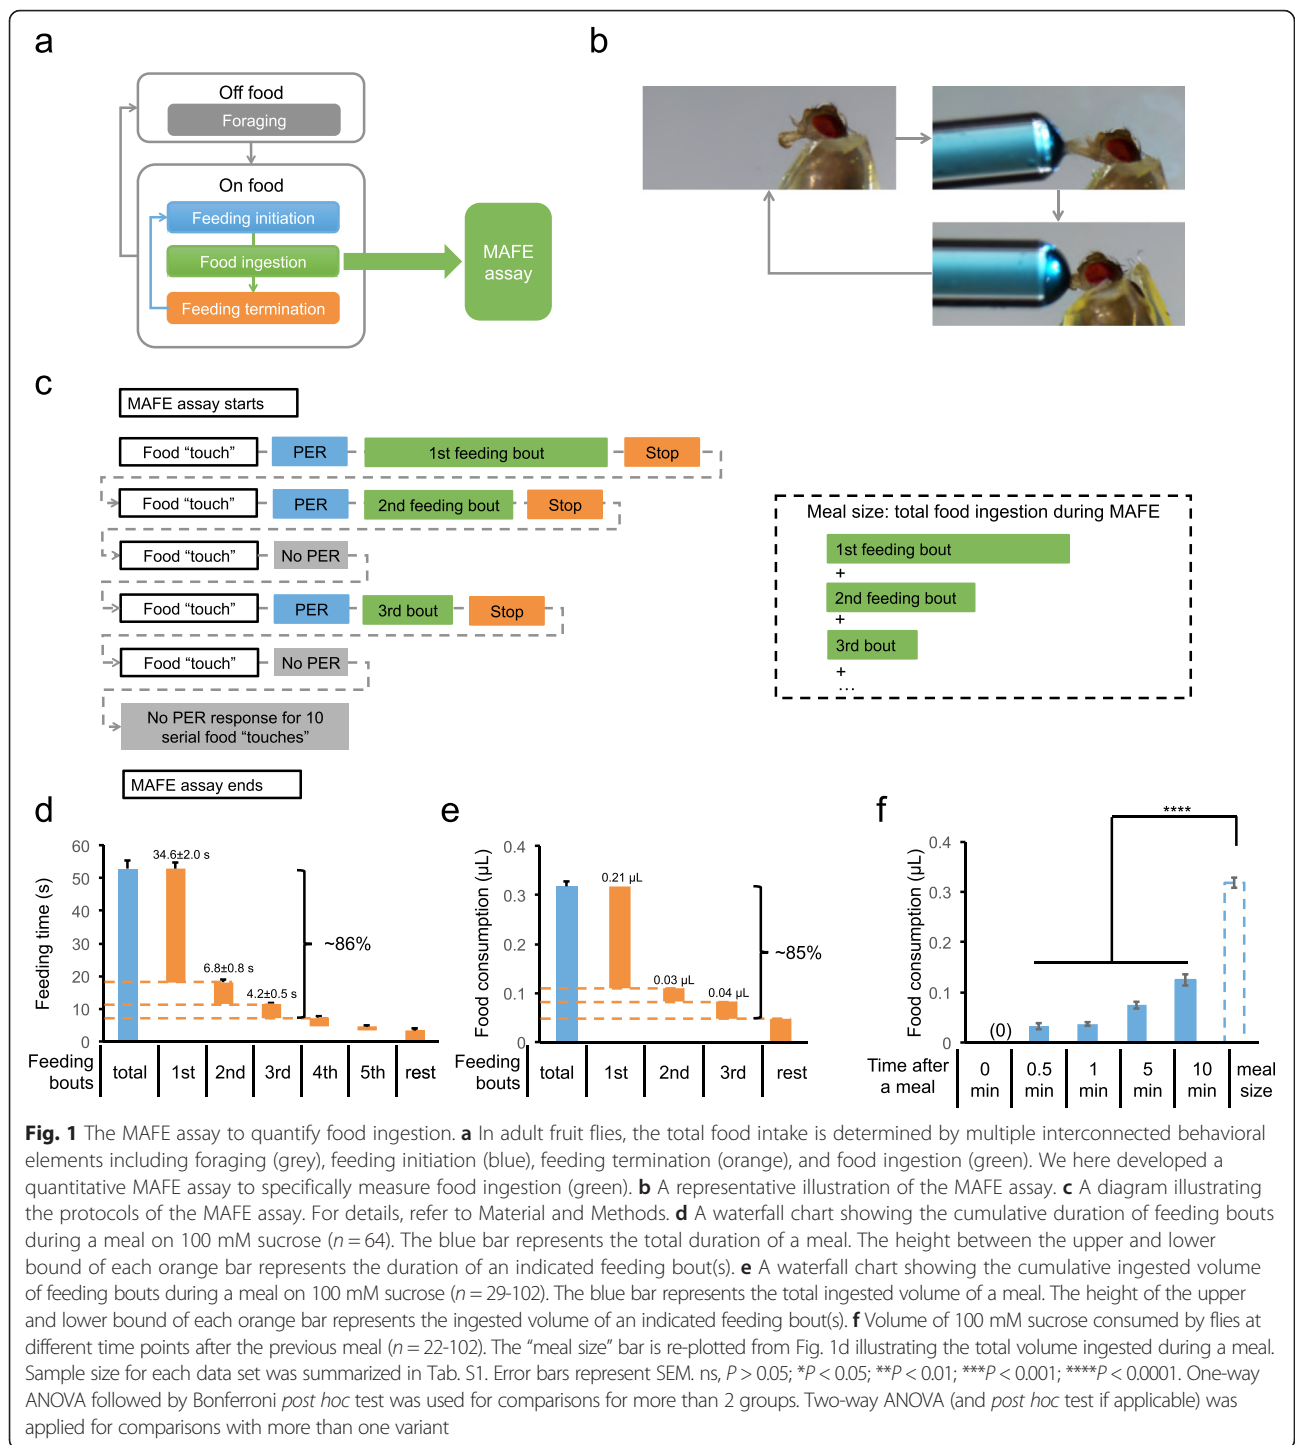 a
Off food
Foraging
On food
Feeding initiation
Food ingestion
Feeding termination
MAFE
assay
b
c
MAFE assay starts
Food “touch” PER 1st feeding bout Stop
Food “touch” PER 2nd feeding bout Stop
Food “touch” No PER
Food “touch” PER 3rd bout Stop
Food “touch” No PER
No PER response for 10
serial food “touches”
MAFE assay ends
Meal size: total food ingestion during MAFE
1st feeding bout
+
2nd feeding bout
+
3rd bout
+
...
d
Feeding time (s)
60
50
40
30
20
10
0
34.6±2.0 s
6.8±0.8 s
4.2±0.5 s
~86%
Feeding
bouts
total 1st 2nd 3rd 4th 5th rest
e
Food consumption (µL)
0.4
0.3
0.2
0.1
0
0.21 µL
0.03 µL
0.04 µL
~85%
Feeding
bouts
total 1st 2nd 3rd rest
f
Food consumption (µL)
0.4
0.3
0.2
0.1
0
****
(0)
Time after
a meal
0
min
0.5
min
1
min
5
min
10
min
meal
size
Fig. 1 The MAFE assay to quantify food ingestion. a In adult fruit flies, the total food intake is determined by multiple interconnected behavioral
elements including foraging (grey), feeding initiation (blue), feeding termination (orange), and food ingestion (green). We here developed a
quantitative MAFE assay to specifically measure food ingestion (green). b A representative illustration of the MAFE assay. c A diagram illustrating
the protocols of the MAFE assay. For details, refer to Material and Methods. d A waterfall chart showing the cumulative duration of feeding bouts
during a meal on 100 mM sucrose (n = 64). The blue bar represents the total duration of a meal. The height between the upper and lower
bound of each orange bar represents the duration of an indicated feeding bout(s). e A waterfall chart showing the cumulative ingested volume
of feeding bouts during a meal on 100 mM sucrose (n = 29-102). The blue bar represents the total ingested volume of a meal. The height of the upper
and lower bound of each orange bar represents the ingested volume of an indicated feeding bout(s). f Volume of 100 mM sucrose consumed by flies at
different time points after the previous meal (n = 22-102). The “meal size” bar is re-plotted from Fig. 1d illustrating the total volume ingested during a meal.
Sample size for each data set was summarized in Tab. S1. Error bars represent SEM. ns, P > 0.05; *P < 0.05; **P < 0.01; ***P < 0.001; ****P < 0.0001. One-way
ANOVA followed by Bonferroni post hoc test was used for comparisons for more than 2 groups. Two-way ANOVA (and post hoc test if applicable) was
applied for comparisons with more than one variant